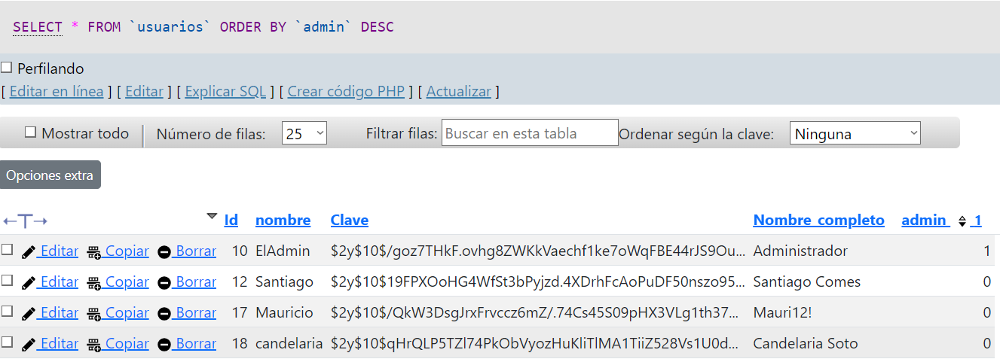 SELECT * FROM `usuarios` ORDER BY `admin` DESC
Perfilando
[ Editar en línea ] [ Editar ] [ Explicar SQL ] [ Crear código PHP ] [ Actualizar ]
Mostrar todo Número de filas: 25 Filtrar filas: Buscar en esta tabla Ordenar según la clave: Ninguna
Opciones extra
←T→ Id nombre Clave Nombre completo admin 1
Editar Copiar Borrar 10 ElAdmin $2y$10$/goz7THkF.ovhg8ZWKkVaechf1ke7oWqFBE44rJS9Ou... Administrador 1
Editar Copiar Borrar 12 Santiago $2y$10$19FPXOoHG4WfSt3bPyjzd.4XDrhFcAoPuDF50nszo95... Santiago Comes 0
Editar Copiar Borrar 17 Mauricio $2y$10$/QkW3DsgJrxFrvccz6mZ/.74Cs45S09pHX3VLg1th37... Mauri12! 0
Editar Copiar Borrar 18 candelaria $2y$10$qHrQLP5TZl74PkObVyozHuKliTlMA1TiiZ528Vs1U0d... Candelaria Soto 0